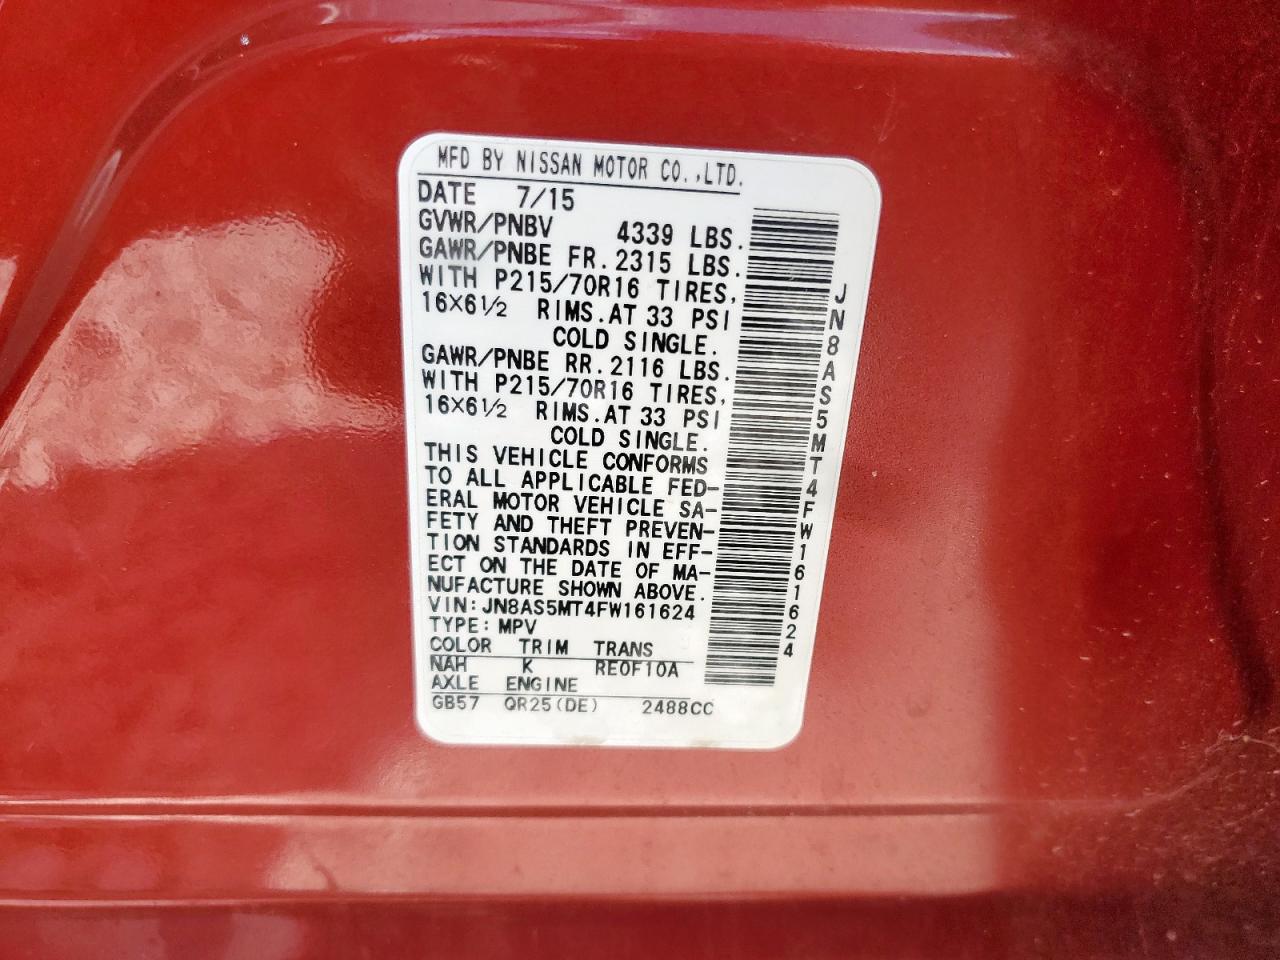 MFD BY NISSAN MOTOR CO.,LTD.
DATE 7/15
GVWR/PNBV 4339 LBS.
GAWR/PNBE FR.2315 LBS.
WITH P215/70R16 TIRES,
16X6½ RIMS.AT 33 PSI
COLD SINGLE.
GAWR/PNBE RR.2116 LBS.
WITH P215/70R16 TIRES,
16X6½ RIMS.AT 33 PSI
COLD SINGLE.
THIS VEHICLE CONFORMS
TO ALL APPLICABLE FED-
ERAL MOTOR VEHICLE SA-
FETY AND THEFT PREVEN-
TION STANDARDS IN EFF-
ECT ON THE DATE OF MA-
NUFACTURE SHOWN ABOVE.
VIN:JN8AS5MT4FW161624
TYPE:MPV
COLOR TRIM TRANS
NAH K RE0F10A
AXLE ENGINE
GB57 QR25(DE) 2488CC
JN8AS5MT4FW161624